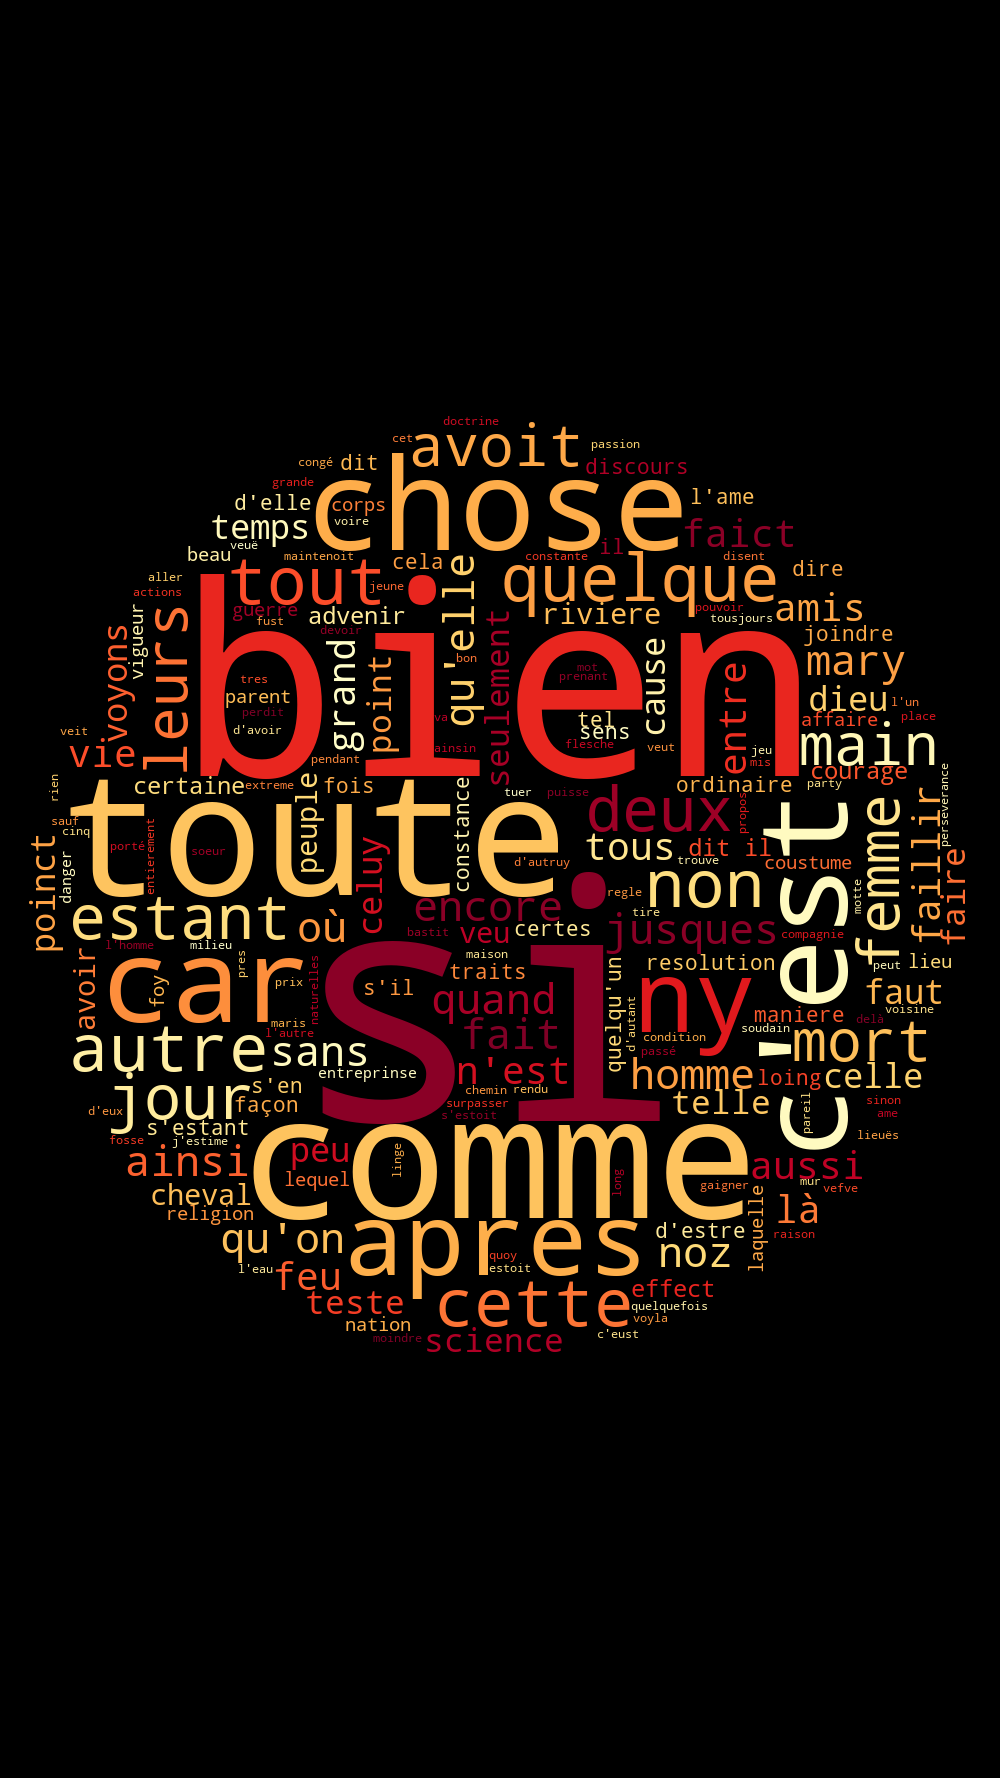 doctrine
cet avoit passion
congé dit discours
grande chose l'ame
d'elle corps
temps voire faict
veuë il
beau maintenoit cela constante disent
aller tout jeune quelque dire
actions qu'elle pouvoir amis
guerre advenir riviere tousjours
fust devoir joindre
vigueur bien seulement cause
voyons leurs grand point bon mot mary
tres prenant entre
parent dieu l'un
perdit va tel affaire place
veit d'avoir sens
vie pendant ainsin flesche veut jeu main
mis courage
rien certaine extreme fois ordinaire party
peuple constance tuer puisse deux propos perseverance
sauf toute c'est femme faillir
cinq
porté entierement soeur tous dit il
danger d'autruy trouve coustume
poinct celuy regle non motte faire
estant où encore tire
bastit veu certes jusques compagnie
l'homme milieu maison
avoir car pres traits resolution peut lieu
foy prix s'il quelqu'un faut
naturelles si quand d'autant ny voisine
maris maniere delà
l'autre fait soudain
autre sans condition mort
n'est passé
entreprinse homme loing celle
jour s'en chemin rendu
d'eux façon surpasser telle sinon
s'estoit pareil ame
s'estant
fosse j'estime lieuës
ainsi peu linge comme aussi
lequel long gaigner mur vefve
cheval laquelle
religion là
qu'on apres d'estre raison
quoy noz
l'eau feu estoit
teste cette effect
quelquefois
nation voyla
moindre science c'eust